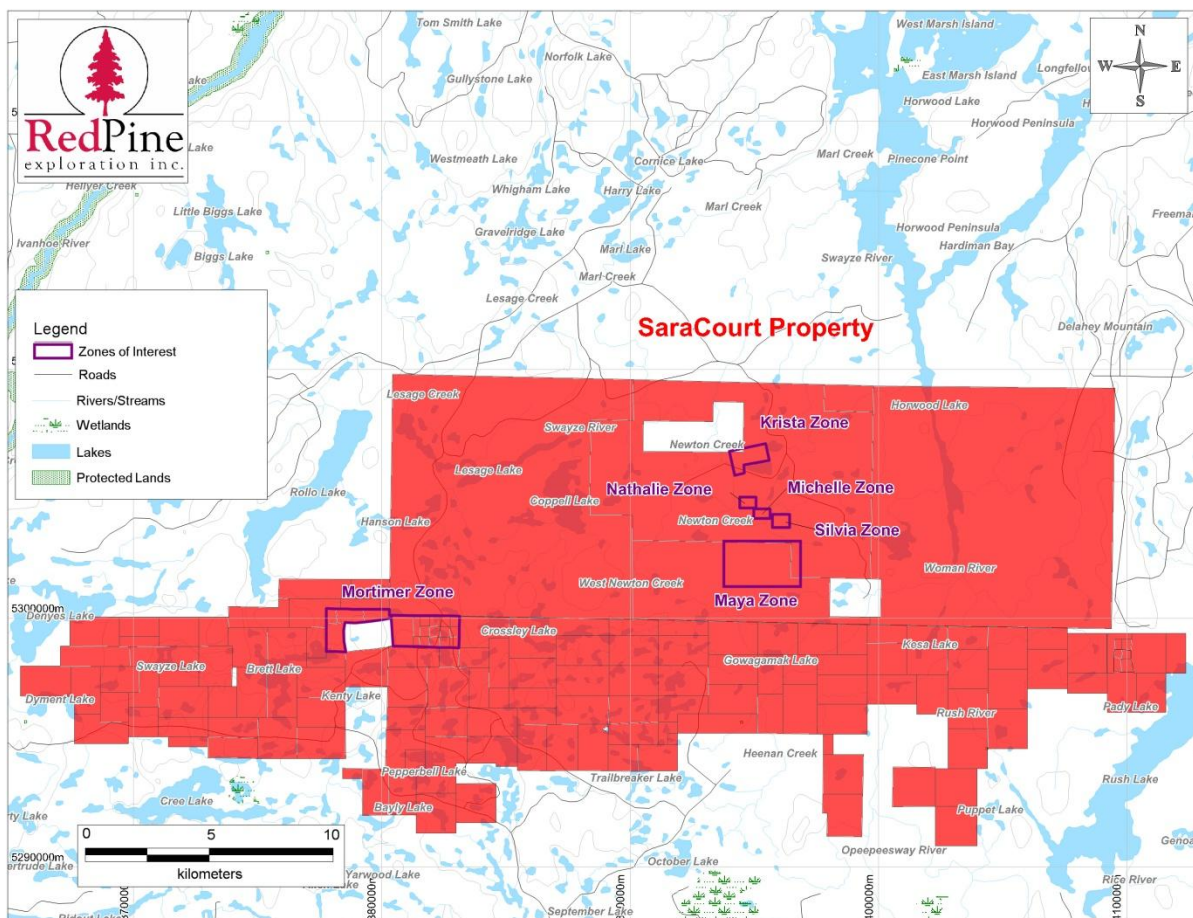 Tom Smith Lake
West Marsh Island
N
W
E
S
Norfolk Lake
Gullystone Lake
East Marsh Island
Horwood Lake
Horwood Peninsula
RedPine
exploration inc.
Westmeath Lake
Cornice Lake
Marl Creek
Pinecone Point
Hellyer Creek
Whigham Lake
Harry Lake
Little Biggs Lake
Marl Creek
Ivanhoe River
Graveiridge Lake
Horwood Peninsula
Biggs Lake
Marl Lake
Hardiman Bay
Swayze River
Marl Creek
Lesage Creek
Legend
Zones of Interest
Roads
Rivers/Streams
Wetlands
Lakes
Protected Lands
SaraCourt Property
Delahey Mountain
Lesage Creek
Horwood Lake
Swayze River
Krista Zone
Newton Creek
Lesage Lake
Rollo Lake
Nathalie Zone
Michelle Zone
Coppell Lake
Hanson Lake
Newton Creek
Silvia Zone
Woman River
West Newton Creek
Mortimer Zone
Maya Zone
5300000m
Denyes Lake
Crossley Lake
Kesa Lake
Swayze Lake
Brett Lake
Gowagamak Lake
Dyment Lake
Kenty Lake
Pady Lake
Rush River
Heenan Creek
Pepperbell Lake
Trailbreaker Lake
Rush Lake
Cree Lake
Bayly Lake
Puppet Lake
0 5 10
kilometers
Opeepeesway River
5290000m
October Lake
Yarwood Lake
Rice River
September Lake